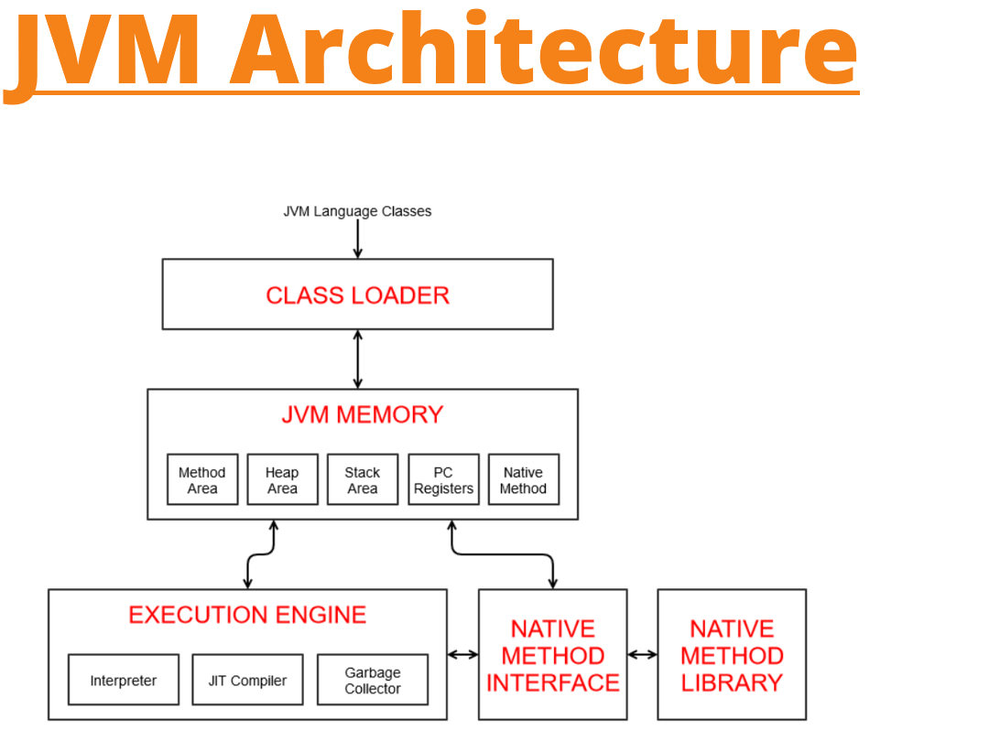 JVM Architecture
JVM Language Classes
CLASS LOADER
JVM MEMORY
Method
Area
Heap
Area
Stack
Area
PC
Registers
Native
Method
EXECUTION ENGINE
Interpreter
JIT Compiler
Garbage
Collector
NATIVE
METHOD
INTERFACE
NATIVE
METHOD
LIBRARY